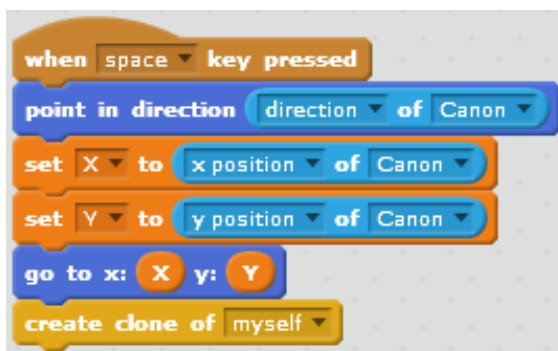 when space key pressed
point in direction direction of Canon
set X to x position of Canon
set Y to y position of Canon
go to x: X y: Y
create clone of myself